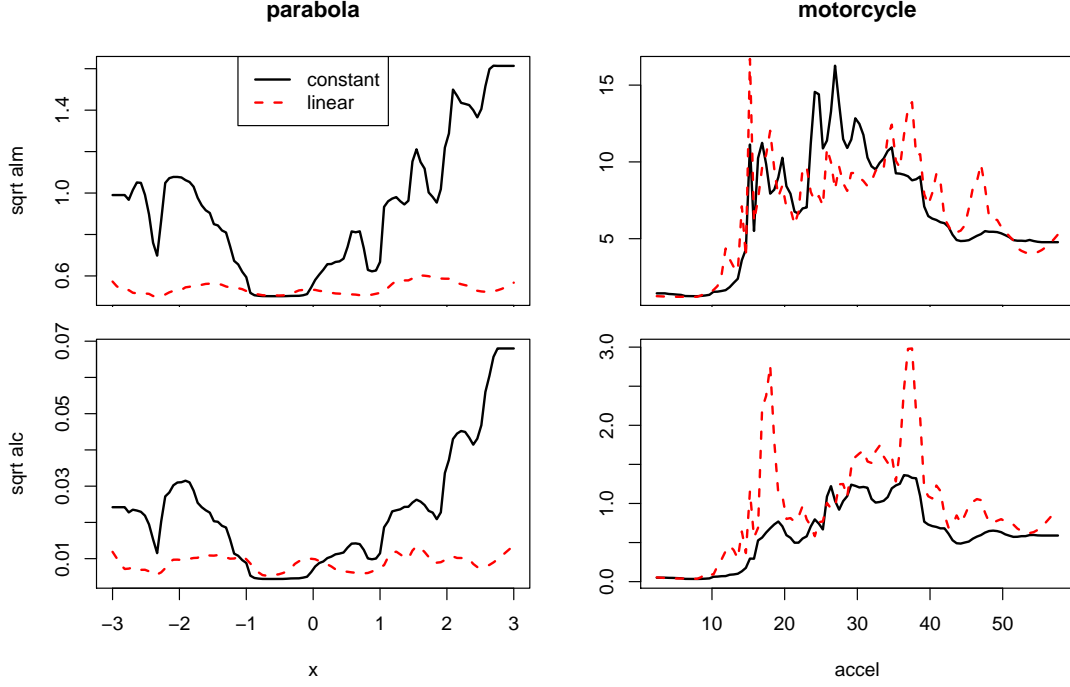 parabola
motorcycle
sqrt alm
0.6 1.0 1.4
constant
linear
5 10 15
sqrt alc
0.01 0.03 0.05 0.07
−3 −2 −1 0 1 2 3
x
0.0 1.0 2.0 3.0
10 20 30 40 50
accel